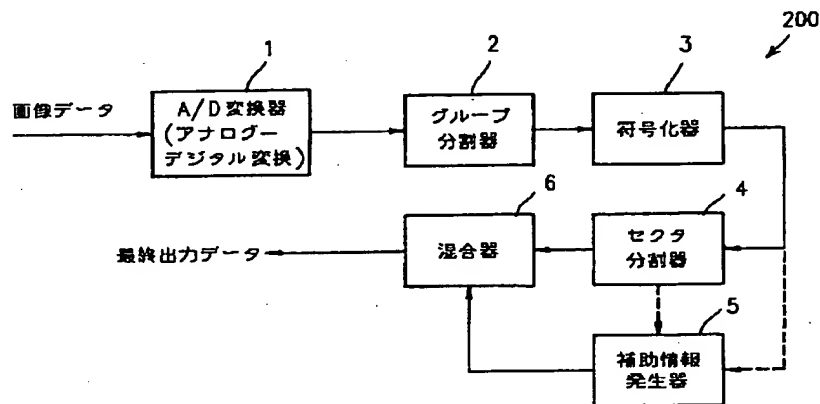 200
1
2
3
画像データ
A/D変換器
(アナログー
デジタル変換)
グループ
分割器
符号化器
6
4
最終出力データ
混合器
セクタ
分割器
5
補助情報
発生器